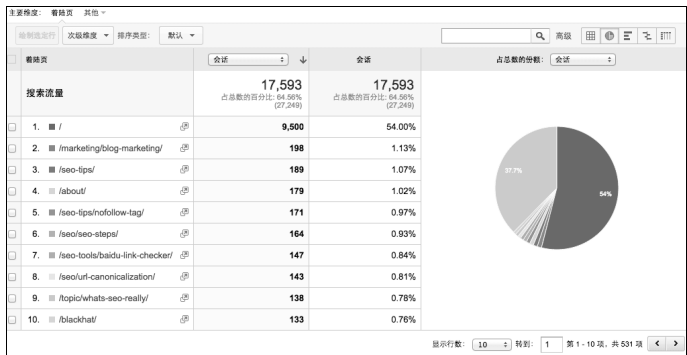 主要维度： 着陆页 其他
绘制选定行 次级维度 排序类型： 默认 高级
着陆页 会话 会话 占总数的份额： 会话
搜索流量 17,593 17,593
占总数的百分比: 64.56% 占总数的百分比: 64.56%
(27,249) (27,249)
1. / 9,500 54.00%
2. /marketing/blog-marketing/ 198 1.13%
3. /seo-tips/ 189 1.07%
4. /about/ 179 1.02%
5. /seo-tips/nofollow-tag/ 171 0.97%
6. /seo/seo-steps/ 164 0.93%
7. /seo-tools/baidu-link-checker/ 147 0.84%
8. /seo/url-canonicalization/ 143 0.81%
9. /topic/whats-seo-really/ 138 0.78%
10. /blackhat/ 133 0.76%
37.7%
54%
显示行数： 10 转到： 1 第 1 - 10 项，共 531 项